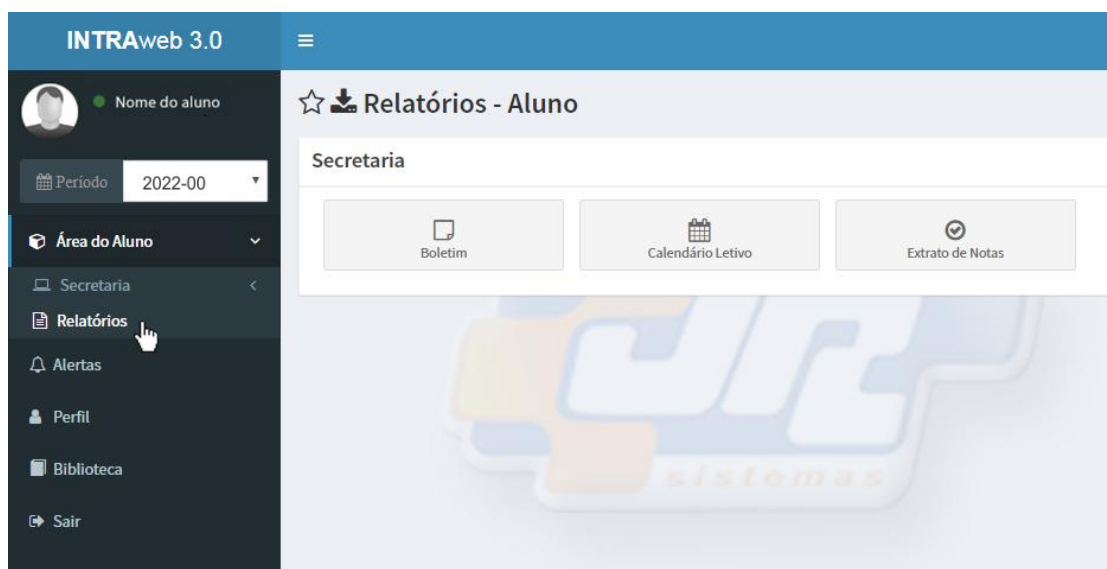 INTRAweb 3.0
Nome do aluno
Período 2022-00
Área do Aluno
Secretaria
Relatórios
Alertas
Perfil
Biblioteca
Sair
Relatórios - Aluno
Secretaria
Boletim
Calendário Letivo
Extrato de Notas
sistemas